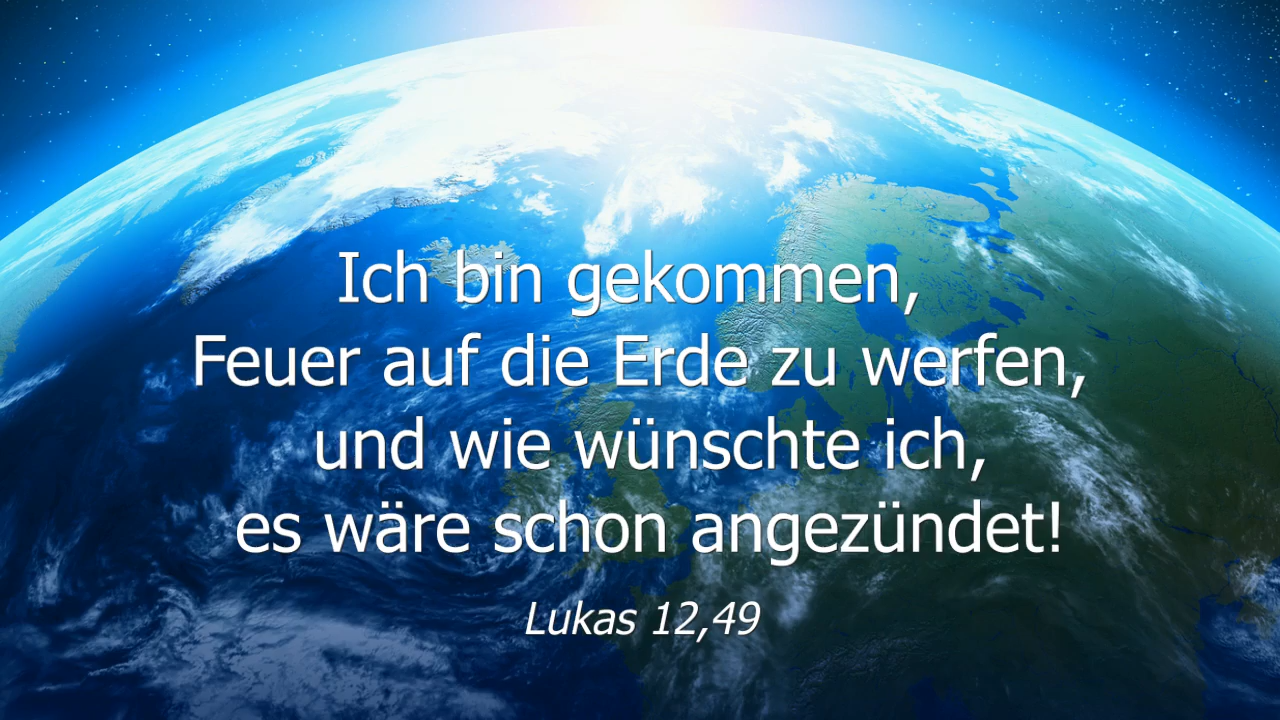 Ich bin gekommen,
Feuer auf die Erde zu werfen,
und wie wünschte ich,
es wäre schon angezündet!
Lukas 12,49